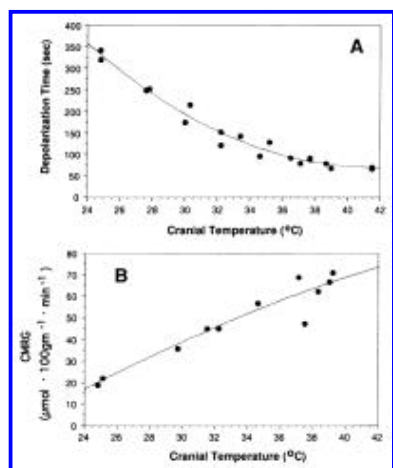 A
Depolarization Time (sec)
400
350
300
250
200
150
100
50
0
24 26 28 30 32 34 36 38 40 42
Cranial Temperature (ºC)
B
CMRG
(μmol · 100gm⁻¹ · min⁻¹)
80
70
60
50
40
30
20
10
0
24 26 28 30 32 34 36 38 40 42
Cranial Temperature (ºC)